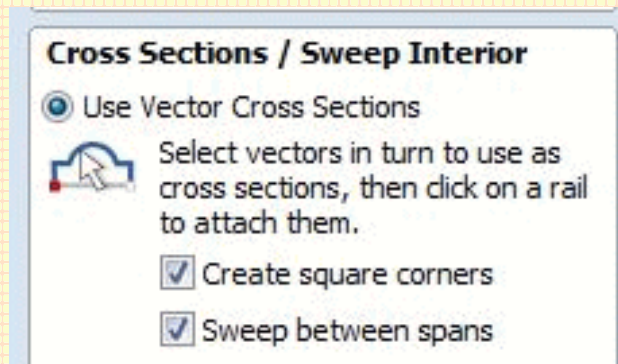 Cross Sections / Sweep Interior
Use Vector Cross Sections
Select vectors in turn to use as
cross sections, then click on a rail
to attach them.
Create square corners
Sweep between spans